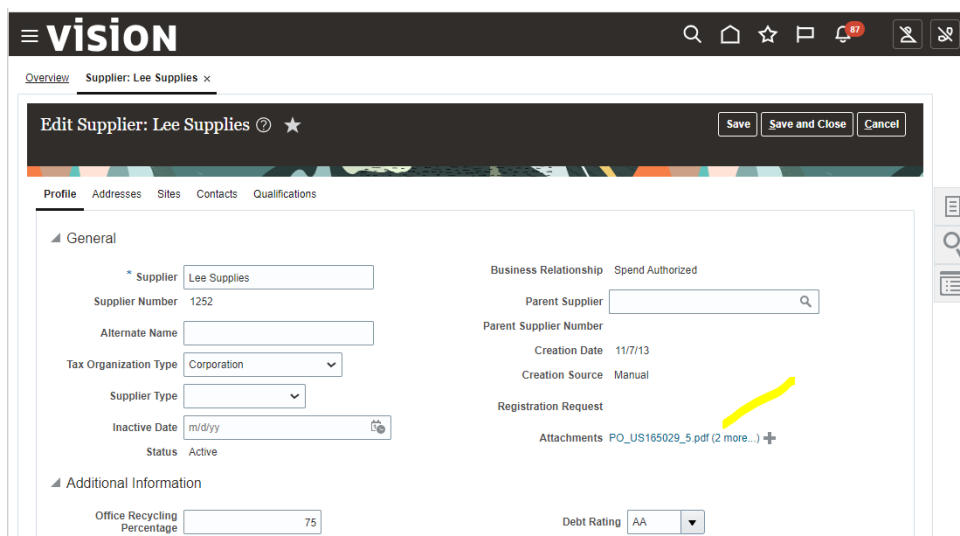 vision
87
Overview Supplier: Lee Supplies ×
Edit Supplier: Lee Supplies ?
Save Save and Close Cancel
Profile Addresses Sites Contacts Qualifications
General
* Supplier Lee Supplies
Business Relationship Spend Authorized
Supplier Number 1252
Parent Supplier
Alternate Name
Parent Supplier Number
Tax Organization Type Corporation
Creation Date 11/7/13
Supplier Type
Creation Source Manual
Inactive Date m/d/yy
Registration Request
Status Active
Attachments PO_US165029_5.pdf (2 more...)
Additional Information
Office Recycling
Percentage 75
Debt Rating AA